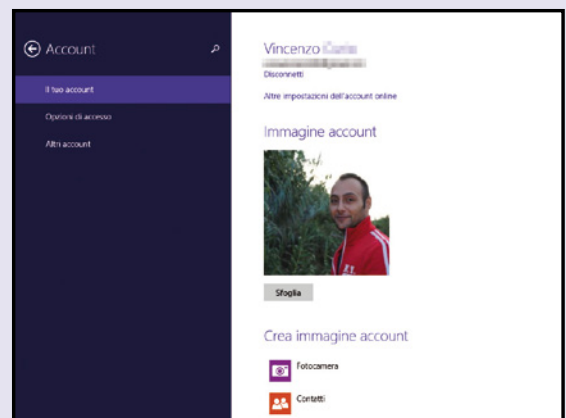 Account
Il tuo account
Opzioni di accesso
Altri account
Vincenzo
Disconnetti
Altre impostazioni dell'account online
Immagine account
Sfoglia
Crea immagine account
Fotocamera
Contatti